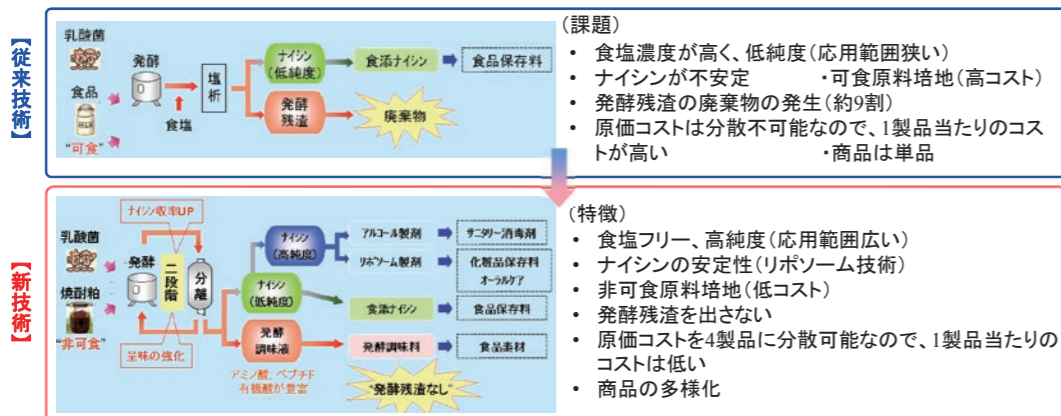 【従来技術】
乳酸菌
食品
"可食"
発酵
食塩
塩析
ナイシン
(低純度)
発酵
残渣
食添ナイシン
食品保存料
廃棄物
(課題)
・ 食塩濃度が高く、低純度(応用範囲狭い)
・ ナイシンが不安定 ・可食原料培地(高コスト)
・ 発酵残渣の廃棄物の発生(約9割)
・ 原価コストは分散不可能なので、1製品当たりのコス
トが高い ・商品は単品
【新技術】
ナイシン収率UP
乳酸菌
焼酎粕
"非可食"
発酵
二段階
分離
呈味の強化
ナイシン
(高純度)
ナイシン
(低純度)
発酵
調味液
アミノ酸、ペプチド
有機酸が豊富
アルコール製剤
リポソーム製剤
食添ナイシン
発酵調味料
サニタリー消毒剤
化粧品保存料
オーラルケア
食品保存料
食品素材
"発酵残渣なし"
(特徴)
・ 食塩フリー、高純度(応用範囲広い)
・ ナイシンの安定性(リポソーム技術)
・ 非可食原料培地(低コスト)
・ 発酵残渣を出さない
・ 原価コストを4製品に分散可能なので、1製品当たりの
コストは低い
・ 商品の多様化